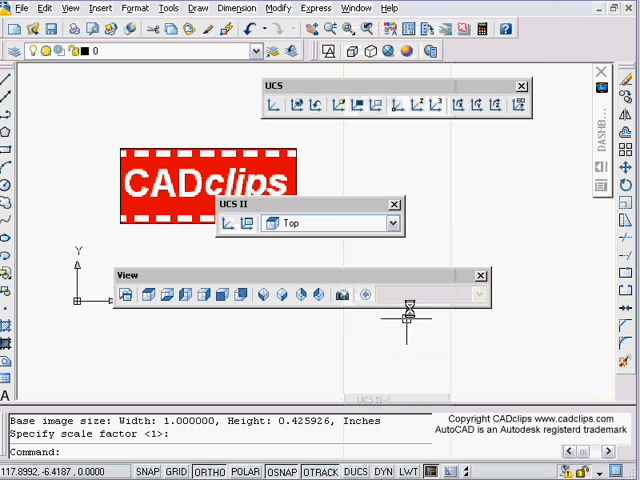 File Edit View Insert Format Tools Draw Dimension Modify Express Window Help
0
UCS
CADclips
UCS II
Top
View
Y
DASHB...
Base image size: Width: 1.000000, Height: 0.425926, Inches
Specify scale factor <1>:
Command:
Copyright CADclips www.cadclips.com
AutoCAD is an Autodesk registerd trademark
117.8992, -6.4187, 0.0000 SNAP GRID ORTHO POLAR OSNAP OTRACK DUCS DYN LWT